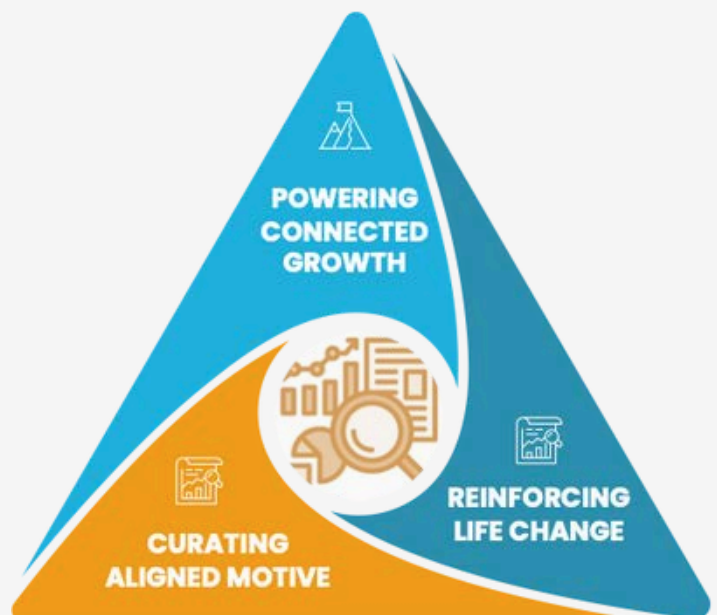 POWERING
CONNECTED
GROWTH
REINFORCING
LIFE CHANGE
CURATING
ALIGNED MOTIVE